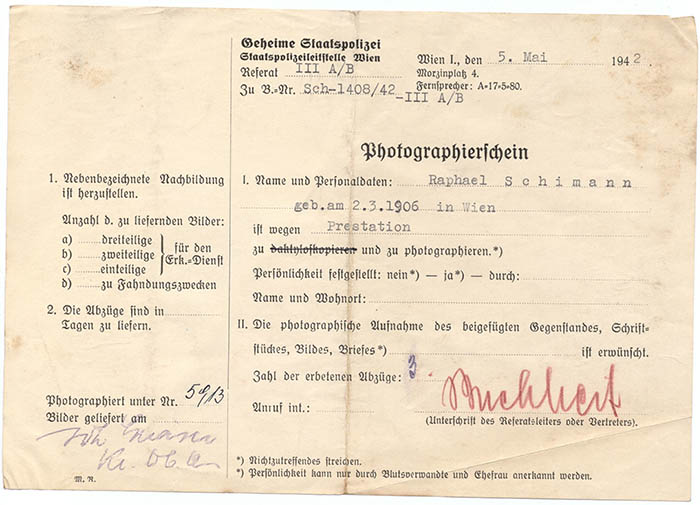 Geheime Staatspolizei
Staatspolizeileitstelle Wien
Referat III A/B
Zu B.=Nr. Sch-1408/42 -III A/B
Wien I., den 5. Mai 1942.
Morzinplatz 4.
Fernsprecher: A=17=5=80.
Photographierschein
1. Nebenbezeichnete Nachbildung
ist herzustellen.
Anzahl d. zu liefernden Bilder:
a) ........dreiteilige
b) ........zweiteilige
c) ........einteilige
für den
Erk.=Dienst
d) ........zu Fahndungszwecken
2. Die Abzüge sind in
Tagen zu liefern.
Photographiert unter Nr. 5913
Bilder geliefert am
M. N.
I. Name und Personaldaten: Raphael Schimann
geb.am 2.3.1906 in Wien
ist wegen Prestation
zu daktyloskopieren und zu photographieren.*)
Persönlichkeit festgestellt: nein*) — ja*) — durch:
Name und Wohnort:
II. Die photographische Aufnahme des beigefügten Gegenstandes, Schrift=
stückes, Bildes, Briefes*) ist erwünscht.
Zahl der erbetenen Abzüge: 3.
Anruf int.:
(Unterschrift des Referatsleiters oder Vertreters).
*) Nichtzutreffendes streichen.
*) Persönlichkeit kann nur durch Blutsverwandte und Ehefrau anerkannt werden.